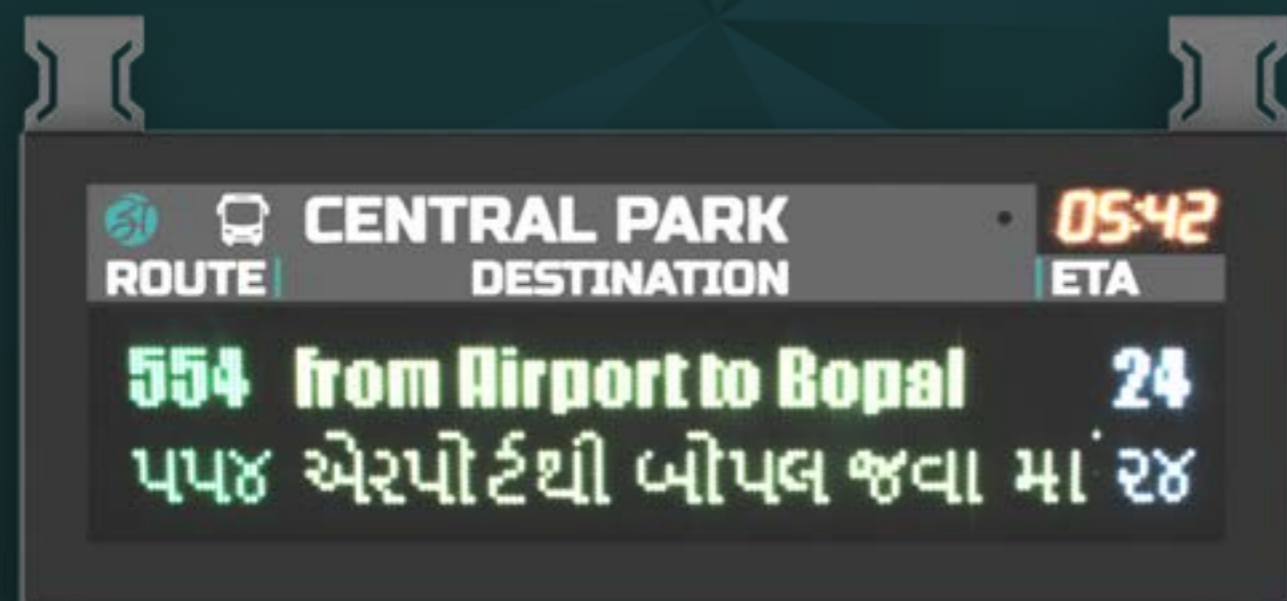 CENTRAL PARK 05:42
ROUTE DESTINATION ETA
554 from Airport to Bopal 24
૫૫૪ એરપોર્ટથી બોપલ જવા માં ૨૪